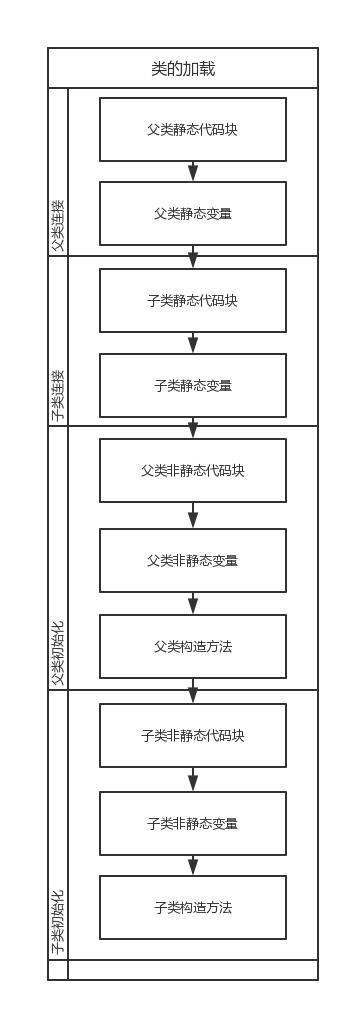 类的加载
父类连接
父类静态代码块
父类静态变量
子类连接
子类静态代码块
子类静态变量
父类初始化
父类非静态代码块
父类非静态变量
父类构造方法
子类初始化
子类非静态代码块
子类非静态变量
子类构造方法